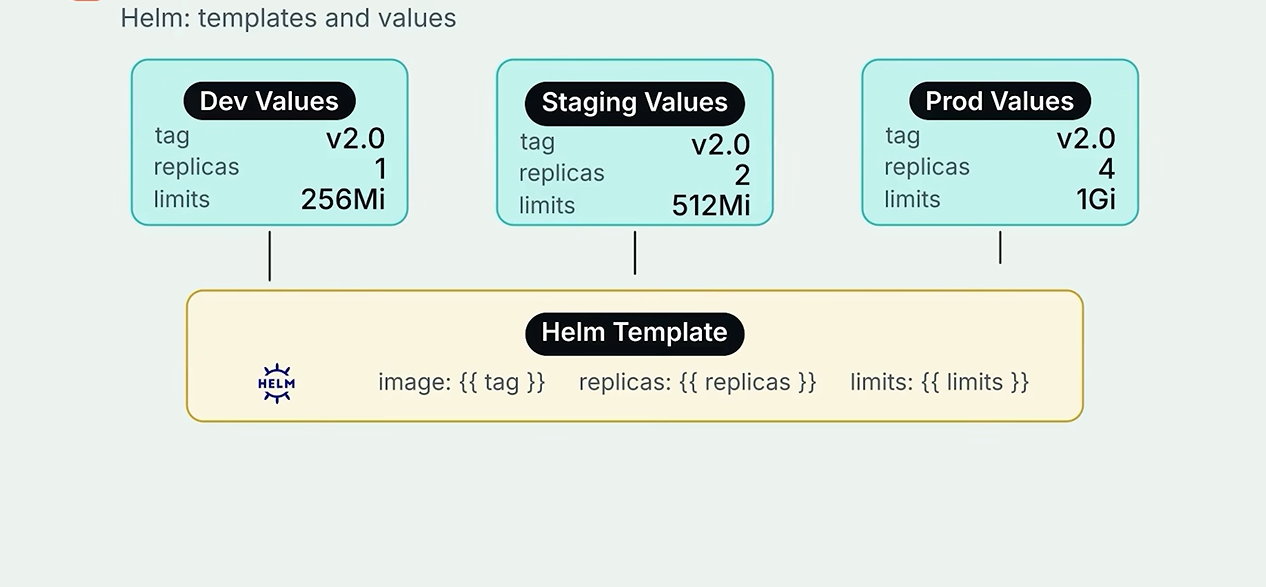 Helm: templates and values
Dev Values
tag v2.0
replicas 1
limits 256Mi
Staging Values
tag v2.0
replicas 2
limits 512Mi
Prod Values
tag v2.0
replicas 4
limits 1Gi
Helm Template
HELM
image: {{ tag }} replicas: {{ replicas }} limits: {{ limits }}